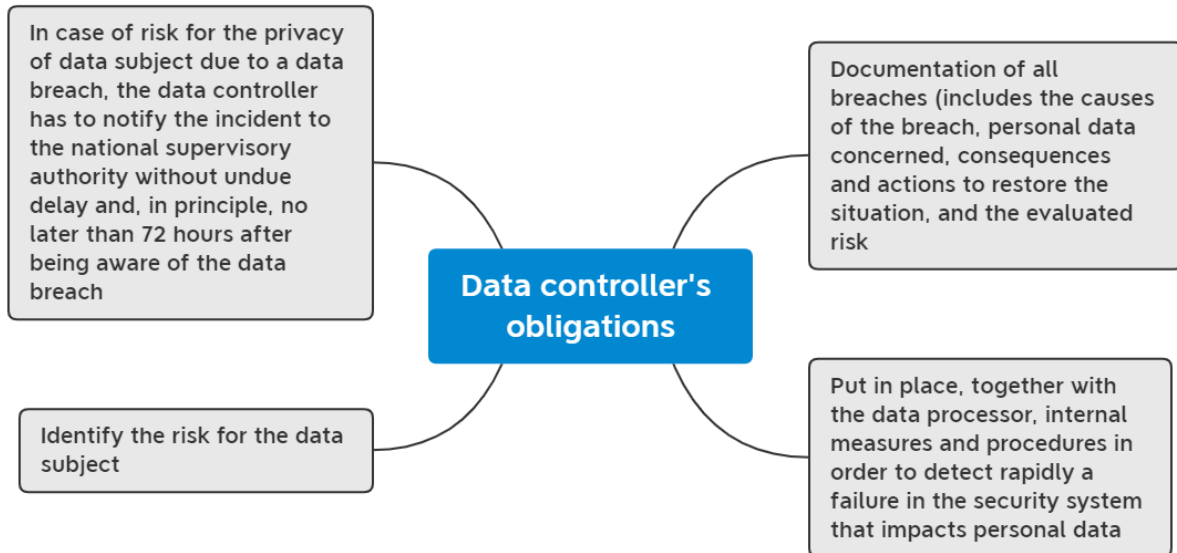 In case of risk for the privacy
of data subject due to a data
breach, the data controller
has to notify the incident to
the national supervisory
authority without undue
delay and, in principle, no
later than 72 hours after
being aware of the data
breach
Documentation of all
breaches (includes the causes
of the breach, personal data
concerned, consequences
and actions to restore the
situation, and the evaluated
risk
Data controller's
obligations
Identify the risk for the data
subject
Put in place, together with
the data processor, internal
measures and procedures in
order to detect rapidly a
failure in the security system
that impacts personal data